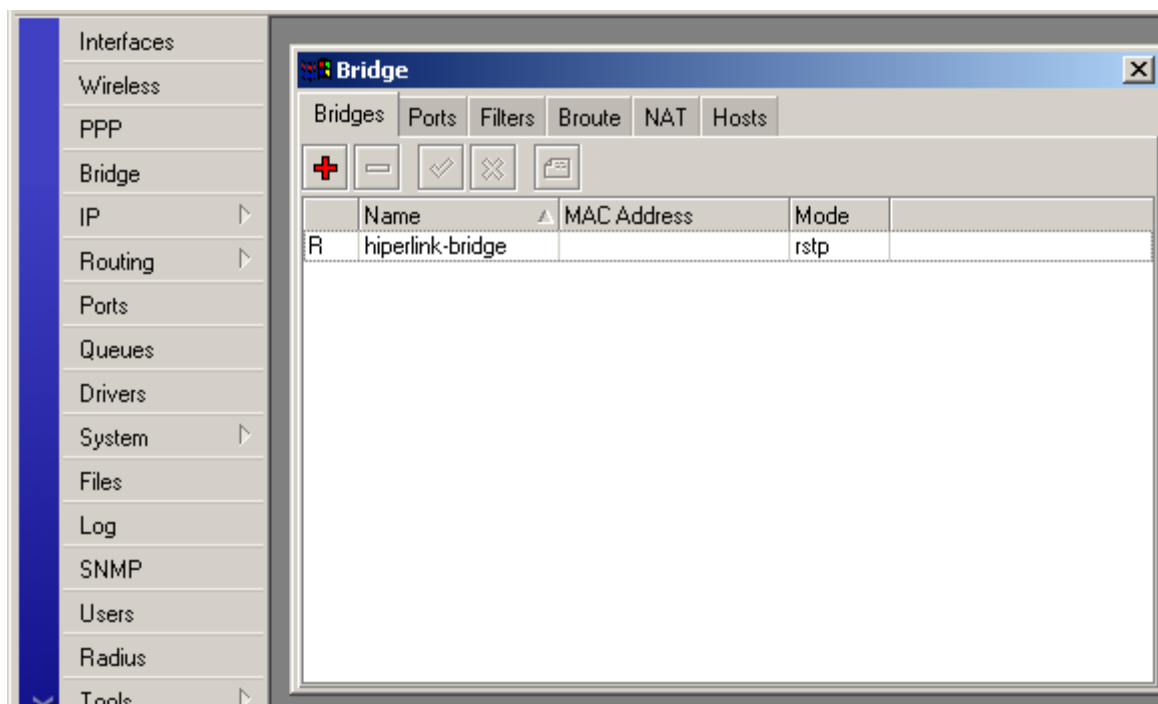 Interfaces
Wireless
PPP
Bridge
IP
Routing
Ports
Queues
Drivers
System
Files
Log
SNMP
Users
Radius
Tools
Bridge
Bridges Ports Filters Broute NAT Hosts
Name MAC Address Mode
R hiperlink-bridge rstp